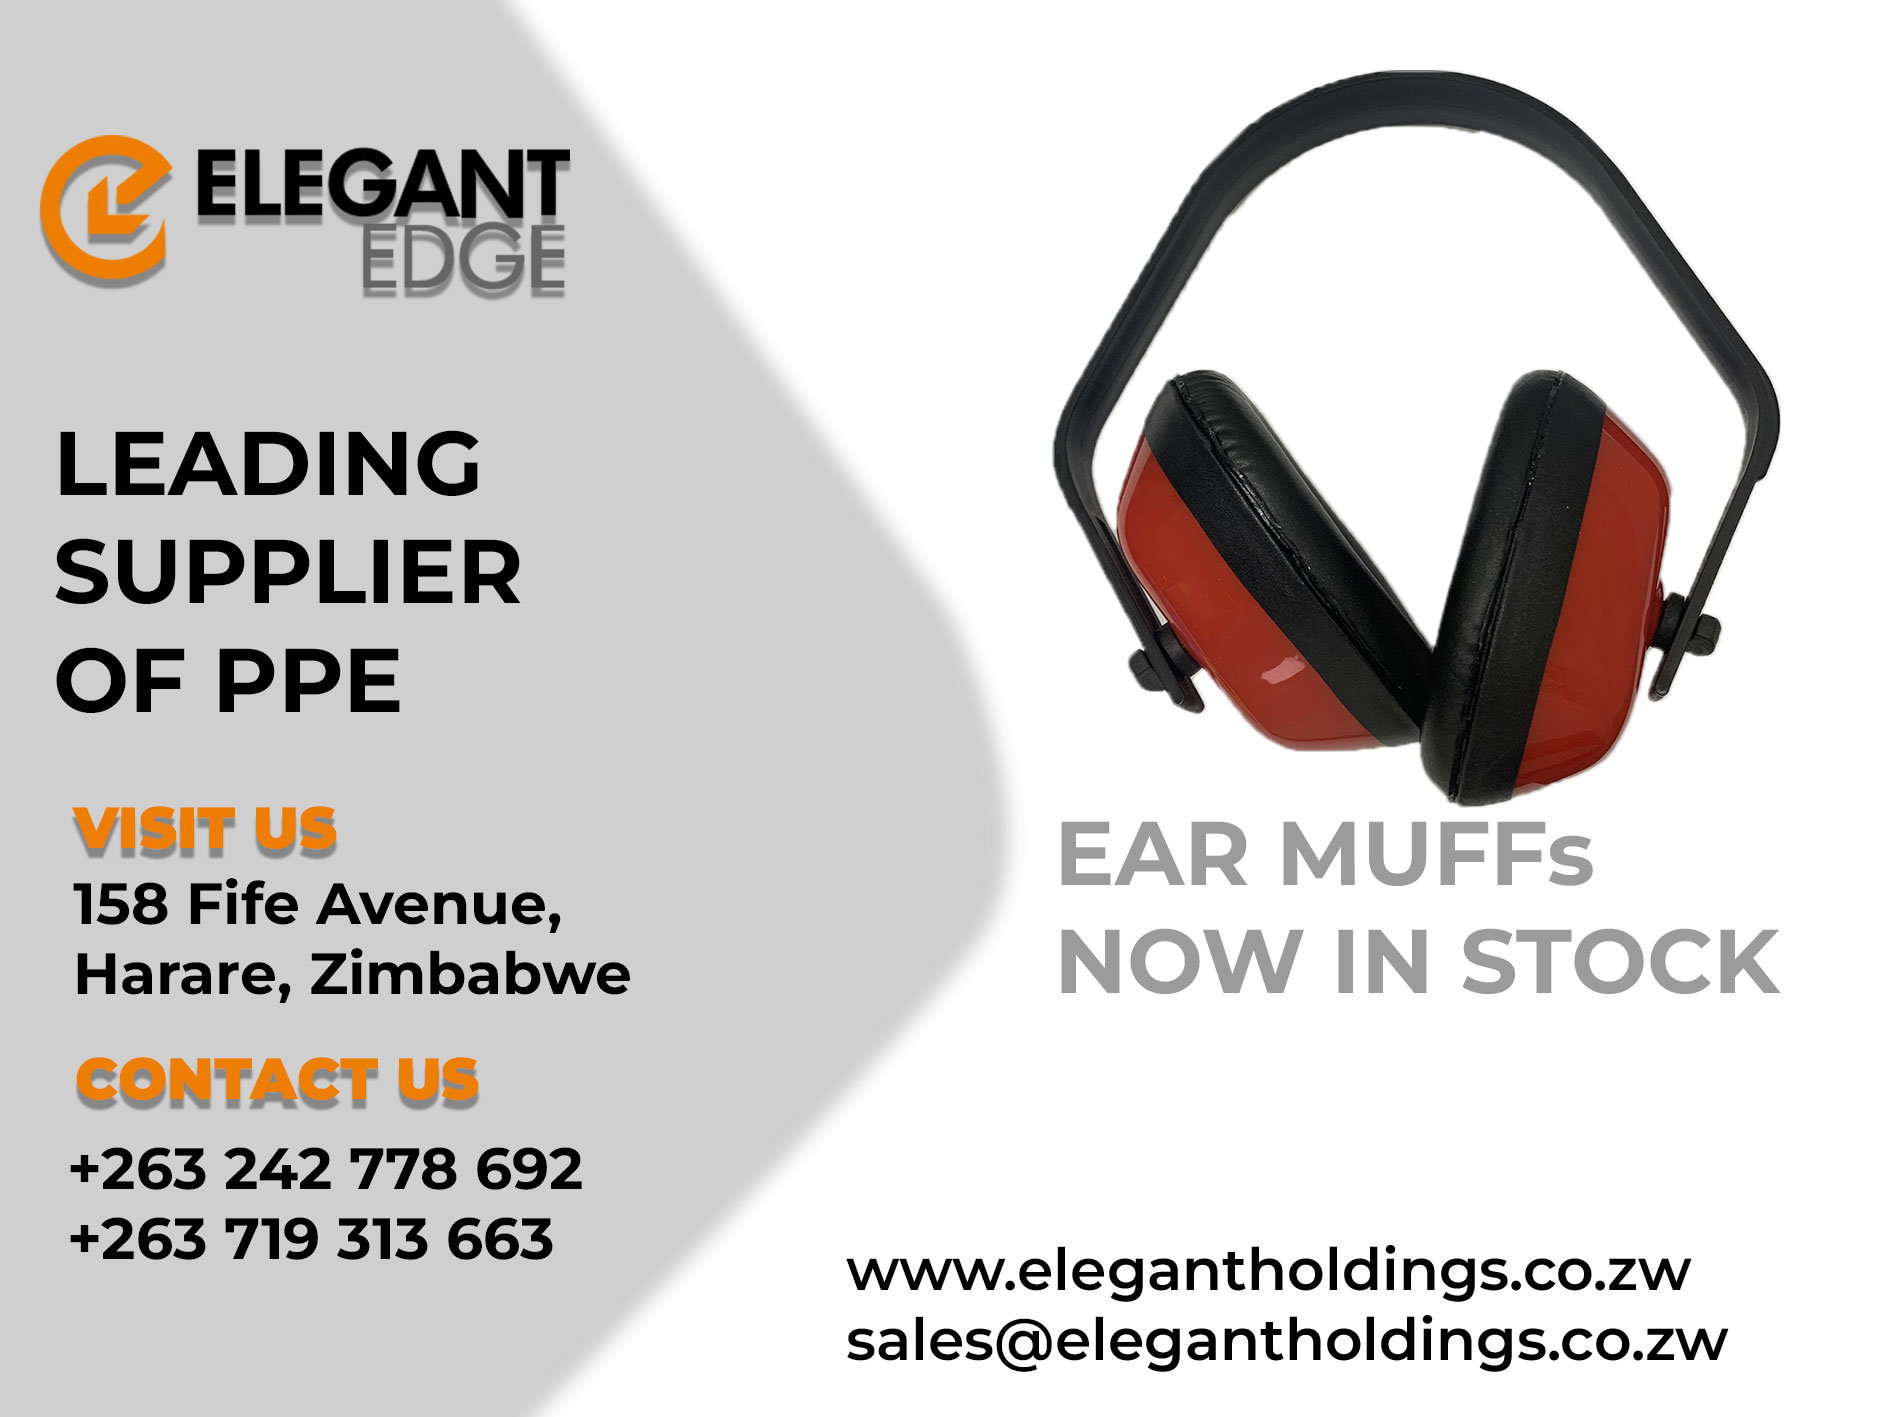 ELEGANT
EDGE
LEADING
SUPPLIER
OF PPE
VISIT US
158 Fife Avenue,
Harare, Zimbabwe
CONTACT US
+263 242 778 692
+263 719 313 663
EAR MUFFs
NOW IN STOCK
www.elegantholdings.co.zw
sales@elegantholdings.co.zw